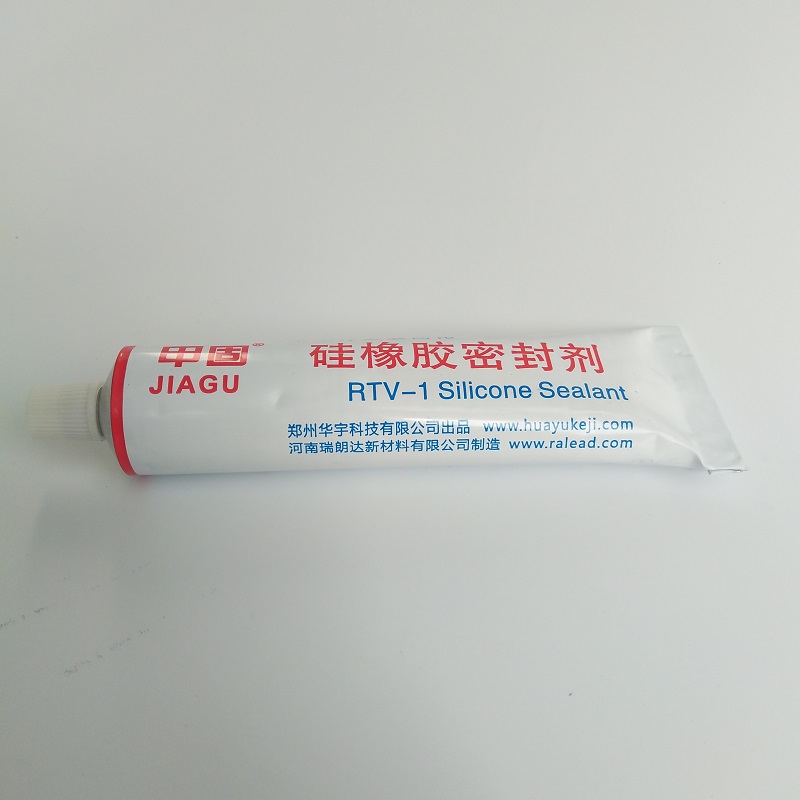 甲固®
JIAGU
硅橡胶密封剂
RTV-1 Silicone Sealant
郑州华宇科技有限公司出品 www.huayukeji.com
河南瑞朗达新材料有限公司制造 www.ralead.com